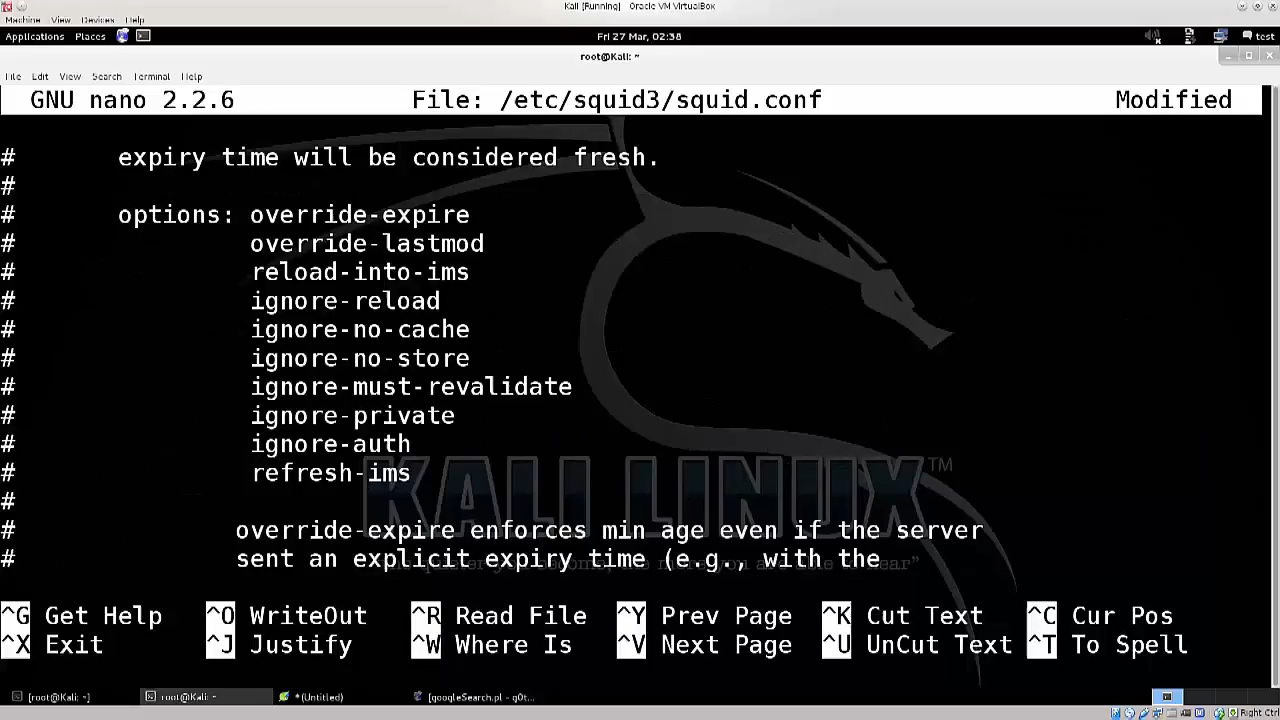 Kali [Running] - Oracle VM VirtualBox
Machine View Devices Help
Applications Places Fri 27 Mar, 02:38 test
root@Kali: ~
File Edit View Search Terminal Help
GNU nano 2.2.6 File: /etc/squid3/squid.conf Modified
# expiry time will be considered fresh.
#
# options: override-expire
# override-lastmod
# reload-into-ims
# ignore-reload
# ignore-no-cache
# ignore-no-store
# ignore-must-revalidate
# ignore-private
# ignore-auth
# refresh-ims
KALI LINUX™
#
# override-expire enforces min age even if the server
# sent an explicit expiry time (e.g., with the
^G Get Help ^O WriteOut ^R Read File ^Y Prev Page ^K Cut Text ^C Cur Pos
^X Exit ^J Justify ^W Where Is ^V Next Page ^U UnCut Text ^T To Spell
[root@Kali: ~] root@Kali: ~ *(Untitled) [googleSearch.pl - g0t...
Right Ctrl